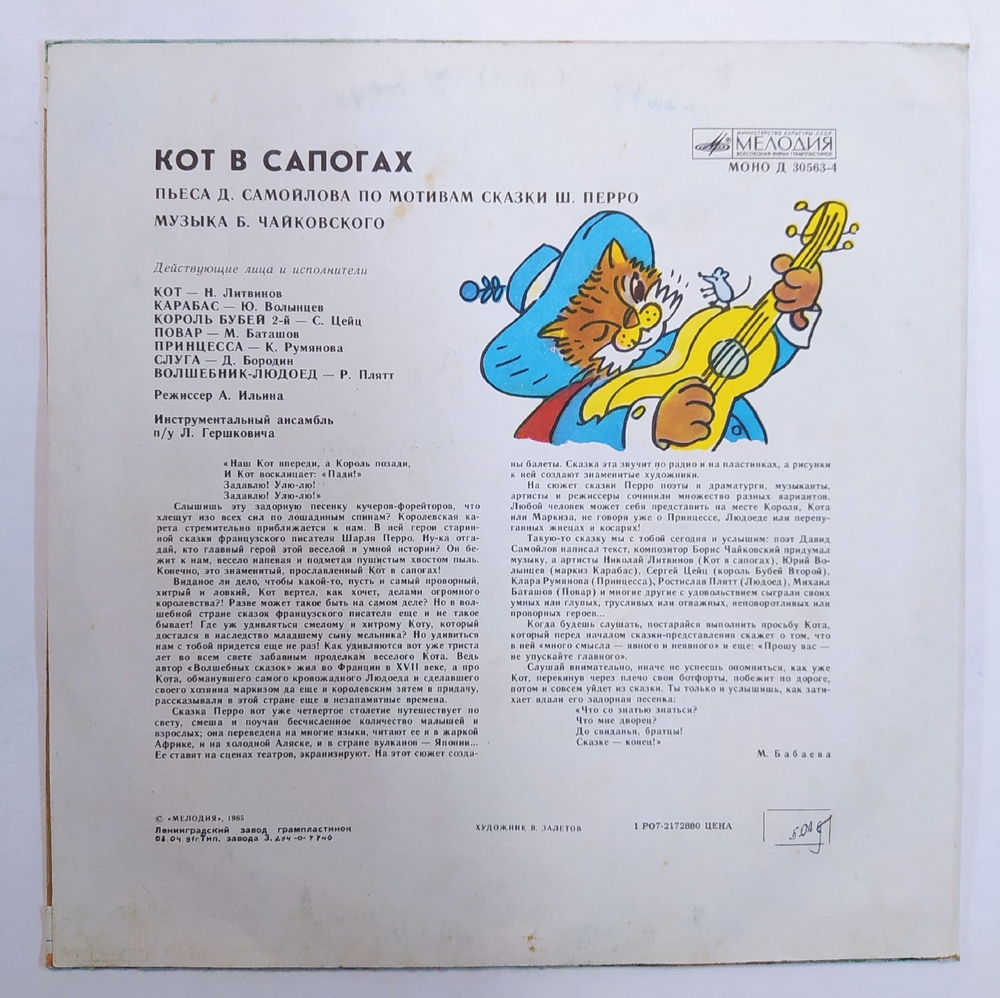 КОТ В САПОГАХ
ПЬЕСА Д. САМОЙЛОВА ПО МОТИВАМ СКАЗКИ Ш. ПЕРРО
МУЗЫКА Б. ЧАЙКОВСКОГО
МИНИСТЕРСТВО КУЛЬТУРЫ СССР
МЕЛОДИЯ
ВСЕСОЮЗНАЯ ФИРМА ГРАМПЛАСТИНОК
МОНО Д 30563-4
Действующие лица и исполнители
КОТ — Н. Литвинов
КАРАБАС — Ю. Волынцев
КОРОЛЬ БУБЕЙ 2-й — С. Цейц
ПОВАР — М. Баташов
ПРИНЦЕССА — К. Румянова
СЛУГА — Д. Бородин
ВОЛШЕБНИК-ЛЮДОЕД — Р. Плятт
Режиссер А. Ильина
Инструментальный ансамбль
п/у Л. Гершковича
«Наш Кот впереди, а Король позади,
И Кот восклицает: «Пади!»
Задавлю! Улю-лю!
Задавлю! Улю-лю!»
Слышишь эту задорную песенку кучеров-форейторов, что
хлещут изо всех сил по лошадиным спинам? Королевская ка-
рета стремительно приближается к нам. В ней герои старин-
ной сказки французского писателя Шарля Перро. Ну-ка отга-
дай, кто главный герой этой веселой и умной истории? Он бе-
жит к нам, весело напевая и подметая пушистым хвостом пыль.
Конечно, это знаменитый, прославленный Кот в сапогах!
Виданое ли дело, чтобы какой-то, пусть и самый проворный,
хитрый и ловкий, Кот вертел, как хочет, делами огромного
королевства?! Разве может такое быть на самом деле? Но в вол-
шебной стране сказок французского писателя еще и не такое
бывает! Где уж удивляться смелому и хитрому Коту, который
достался в наследство младшему сыну мельника? Но удивиться
нам с тобой придется еще не раз! Как удивляются вот уже триста
лет во всем свете забавным проделкам веселого Кота. Ведь
автор «Волшебных сказок» жил во Франции в XVII веке, а про
Кота, обманувшего самого кровожадного Людоеда и сделавшего
своего хозяина маркизом да еще и королевским зятем в придачу,
рассказывали в этой стране еще в незапамятные времена.
Сказка Перро вот уже четвертое столетие путешествует по
свету, смеша и поучая бесчисленное количество малышей и
взрослых; она переведена на многие языки, читают ее и в жаркой
Африке, и на холодной Аляске, и в стране вулканов — Японии...
Ее ставят на сценах театров, экранизируют. На этот сюжет созда-
ны балеты. Сказка эта звучит по радио и на пластинках, а рисунки
к ней создают знаменитые художники.
На сюжет сказки Перро поэты и драматурги, музыканты,
артисты и режиссеры сочинили множество разных вариантов.
Любой человек может себя представить на месте Короля, Кота
или Маркиза, не говоря уже о Принцессе, Людоеде или перепу-
ганных жнецах и косарях!
Такую-то сказку мы с тобой сегодня и услышим: поэт Давид
Самойлов написал текст, композитор Борис Чайковский придумал
музыку, а артисты Николай Литвинов (Кот в сапогах), Юрий Во-
лынцев (маркиз Карабас), Сергей Цейц (король Бубей Второй),
Клара Румянова (Принцесса), Ростислав Плятт (Людоед), Михаил
Баташов (Повар) и многие другие с удовольствием сыграли своих
умных или глупых, трусливых или отважных, неповоротливых или
проворных героев...
Когда будешь слушать, постарайся выполнить просьбу Кота,
который перед началом сказки-представления скажет о том, что
в ней «много смысла — явного и неявного» и еще: «Прошу вас —
не упускайте главного».
Слушай внимательно, иначе не успеешь опомниться, как уже
Кот, перекинув через плечо свои ботфорты, побежит по дороге,
потом и совсем уйдет из сказки. Ты только и услышишь, как зати-
хает вдали его задорная песенка:
«Что со знатью знаться?
Что мне дворец?
До свиданья, братцы!
Сказке — конец!»
М. Бабаева
© «МЕЛОДИЯ», 1985
Ленинградский завод грампластинок
03.04 91г. Тип. завода З. 274-0-7740
ХУДОЖНИК В. ЗАЛЕТОВ
1 РО7-2172880 ЦЕНА